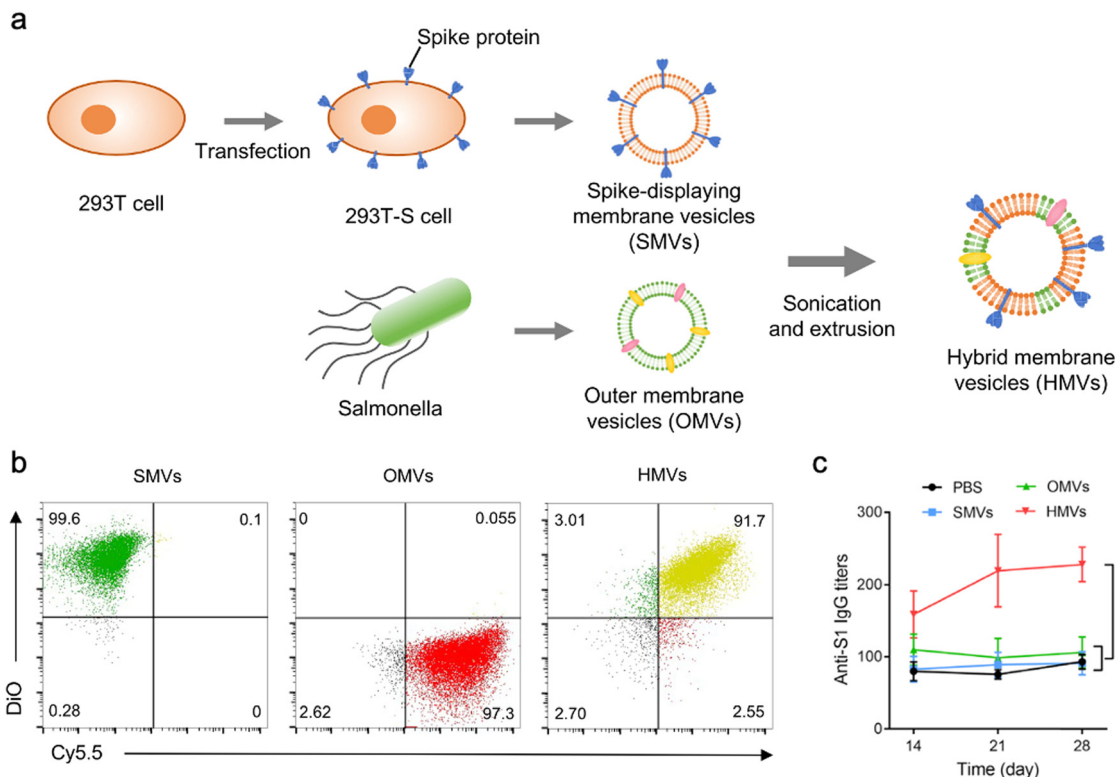 a
Spike protein
Transfection
293T cell
293T-S cell
Spike-displaying
membrane vesicles
(SMVs)
Salmonella
Outer membrane
vesicles (OMVs)
Sonication
and extrusion
Hybrid membrane
vesicles (HMVs)
b
SMVs
OMVs
HMVs
99.6
0.1
0.28
0
0
0.055
2.62
97.3
3.01
91.7
2.70
2.55
DiO
Cy5.5
c
PBS
OMVs
SMVs
HMVs
Anti-S1 IgG titers
300
200
100
0
14
21
28
Time (day)